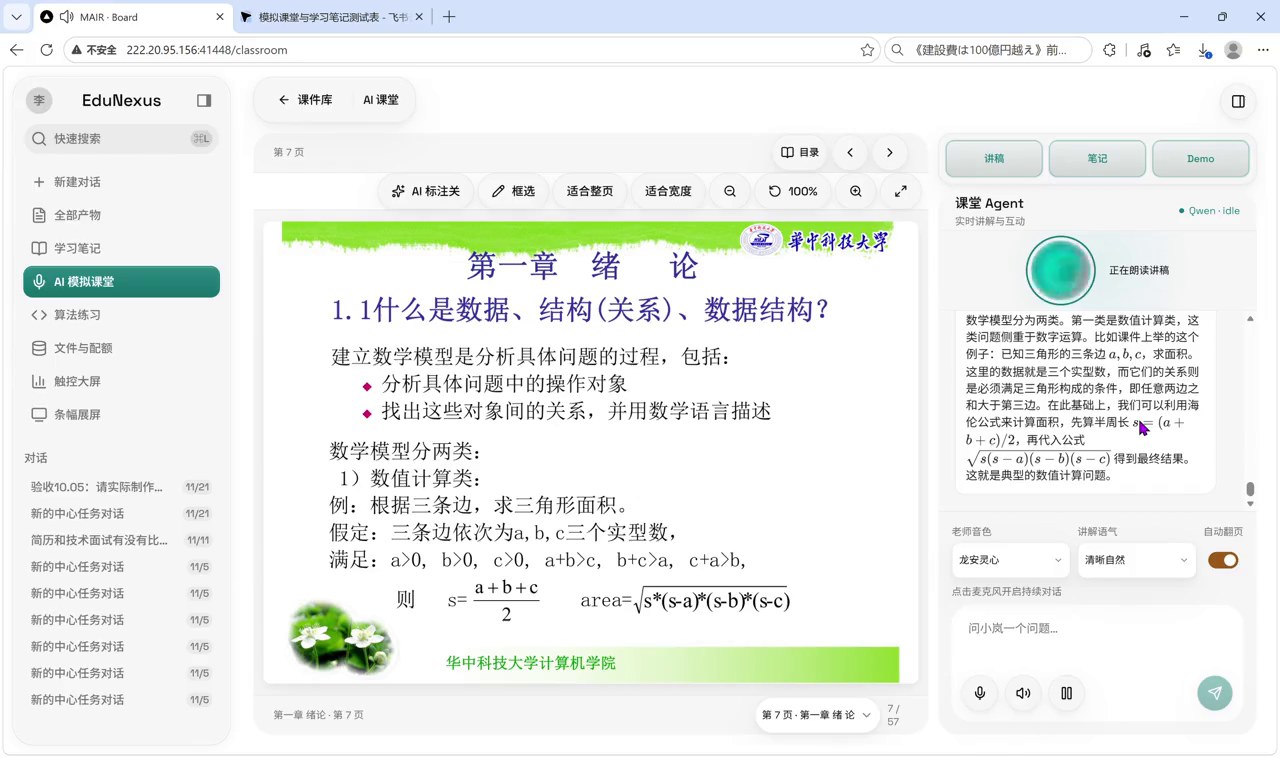 MAIR · Board
模拟课堂与学习笔记测试表 - 飞书
不安全 222.20.95.156:41448/classroom
《建設費は100億円越え》前...
李 EduNexus
快速搜索 ⌘L
新建对话
全部产物
学习笔记
AI 模拟课堂
算法练习
文件与配额
触控大屏
条幅展屏
对话
验收10.05：请实际制作... 11/21
新的中心任务对话 11/21
简历和技术面试有没有比... 11/11
新的中心任务对话 11/5
新的中心任务对话 11/5
新的中心任务对话 11/5
新的中心任务对话 11/5
新的中心任务对话 11/5
新的中心任务对话 11/5
课件库 AI 课堂
第 7 页 目录
AI 标注关 框选 适合整页 适合宽度 100%
华中科技大学
第一章 绪 论
1.1什么是数据、结构(关系)、数据结构?
建立数学模型是分析具体问题的过程，包括：
分析具体问题中的操作对象
找出这些对象间的关系，并用数学语言描述
数学模型分两类：
1）数值计算类：
例：根据三条边，求三角形面积。
假定：三条边依次为a,b,c三个实型数，
满足：a>0, b>0, c>0, a+b>c, b+c>a, c+a>b,
则 s= (a+b+c)/2 area=√s*(s-a)*(s-b)*(s-c)
华中科技大学计算机学院
第一章 绪论 · 第 7 页
第 7 页 · 第一章 绪 论
7 /
57
讲稿 笔记 Demo
课堂 Agent
实时讲解与互动
Qwen · idle
正在朗读讲稿
数学模型分为两类。第一类是数值计算类，这
类问题侧重于数字运算。比如课件上举的这个
例子：已知三角形的三条边 a, b, c，求面积。
这里的数据就是三个实型数，而它们的关系则
是必须满足三角形构成的条件，即任意两边之
和大于第三边。在此基础上，我们可以利用海
伦公式来计算面积，先算半周长 s = (a +
b + c)/2，再代入公式
√s(s − a)(s − b)(s − c) 得到最终结果。
这就是典型的数值计算问题。
老师音色 讲解语气 自动翻页
龙安灵心 清晰自然
点击麦克风开启持续对话
问小岚一个问题...